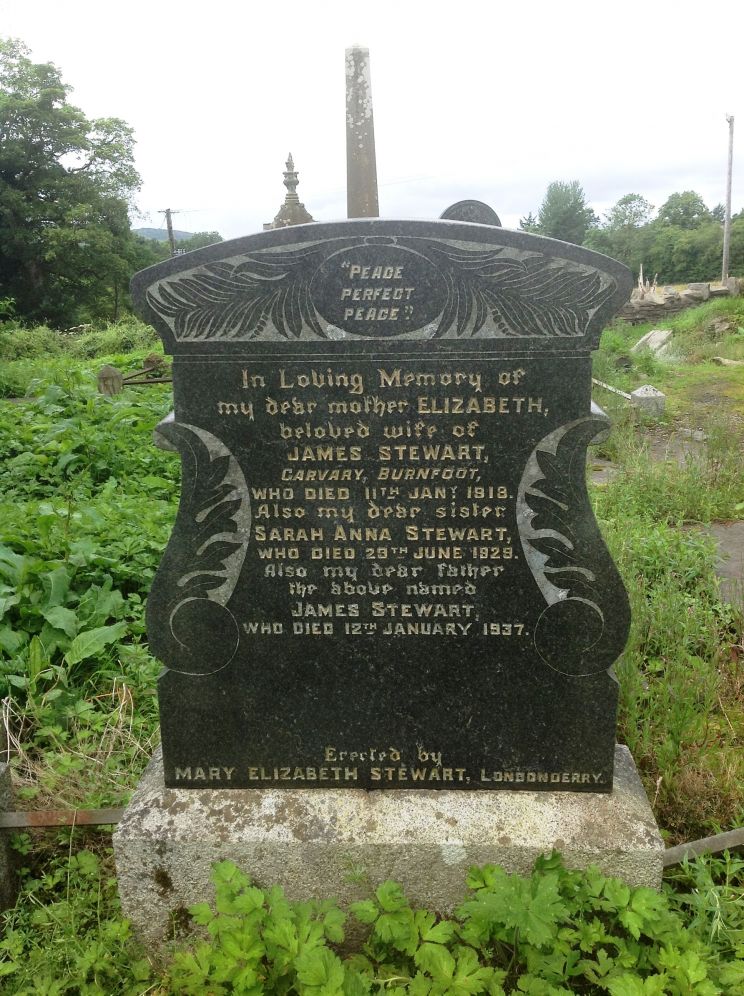 "PEACE
PERFECT
PEACE".
In Loving Memory of
my dear mother ELIZABETH,
beloved wife of
JAMES STEWART,
CARVARY, BURNFOOT,
WHO DIED 11TH JANY 1918.
Also my dear sister
SARAH ANNA STEWART,
WHO DIED 29TH JUNE 1929.
Also my dear father
the above named
JAMES STEWART,
WHO DIED 12TH JANUARY 1937.
Erected by
MARY ELIZABETH STEWART, LONDONDERRY.